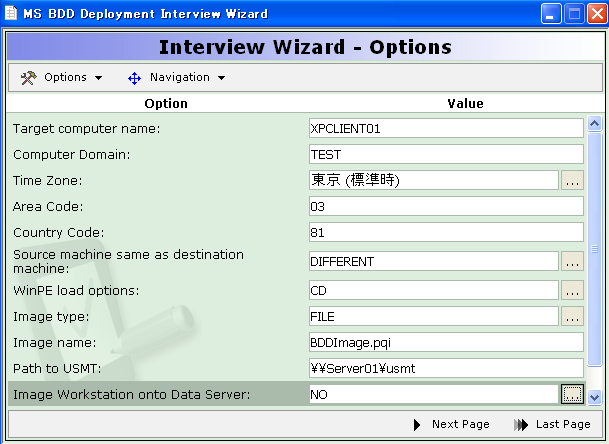 MS BDD Deployment Interview Wizard
Interview Wizard - Options
Options Navigation
Option Value
Target computer name: XPCLIENT01
Computer Domain: TEST
Time Zone: 東京 (標準時) ...
Area Code: 03
Country Code: 81
Source machine same as destination
machine: DIFFERENT ...
WinPE load options: CD ...
Image type: FILE ...
Image name: BDDImage.pqi
Path to USMT: ¥¥Server01¥usmt
Image Workstation onto Data Server: NO ...
Next Page Last Page